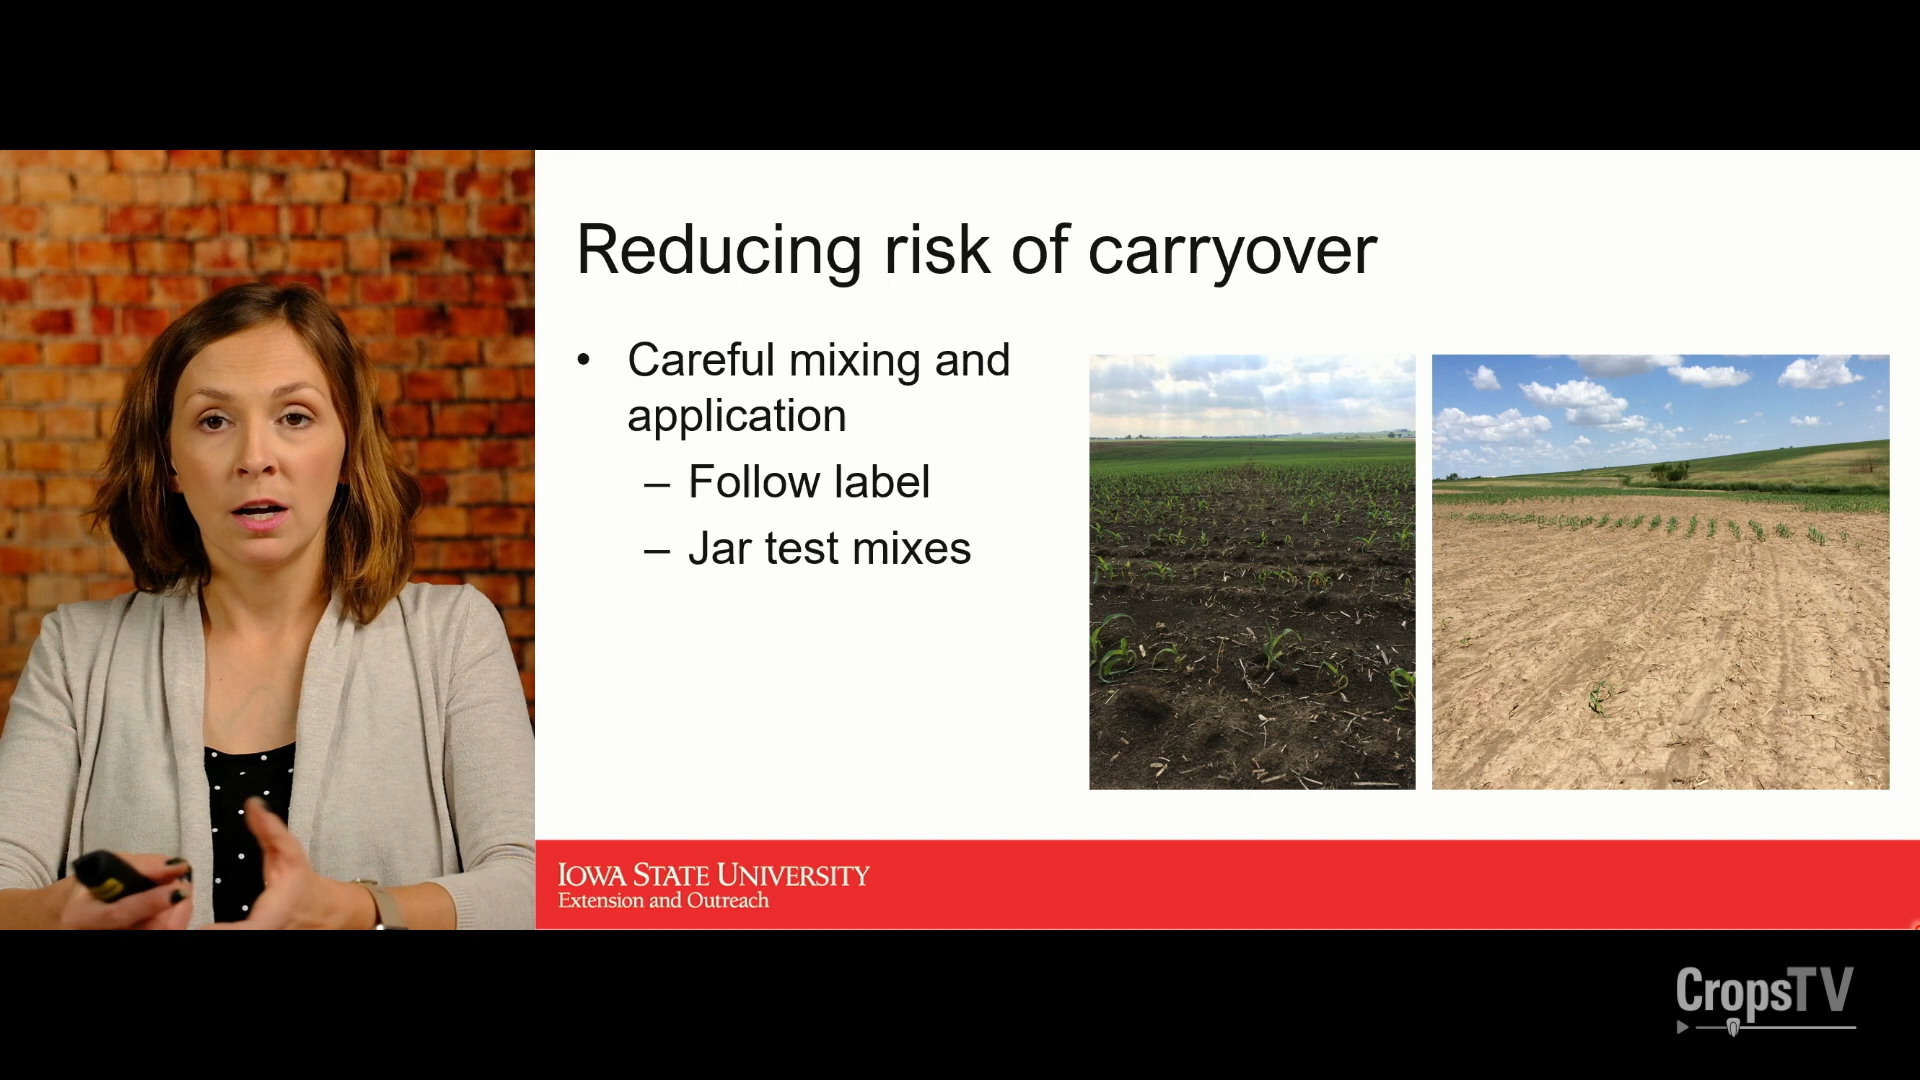 Reducing risk of carryover
• Careful mixing and
application
– Follow label
– Jar test mixes
IOWA STATE UNIVERSITY
Extension and Outreach
CropsTV